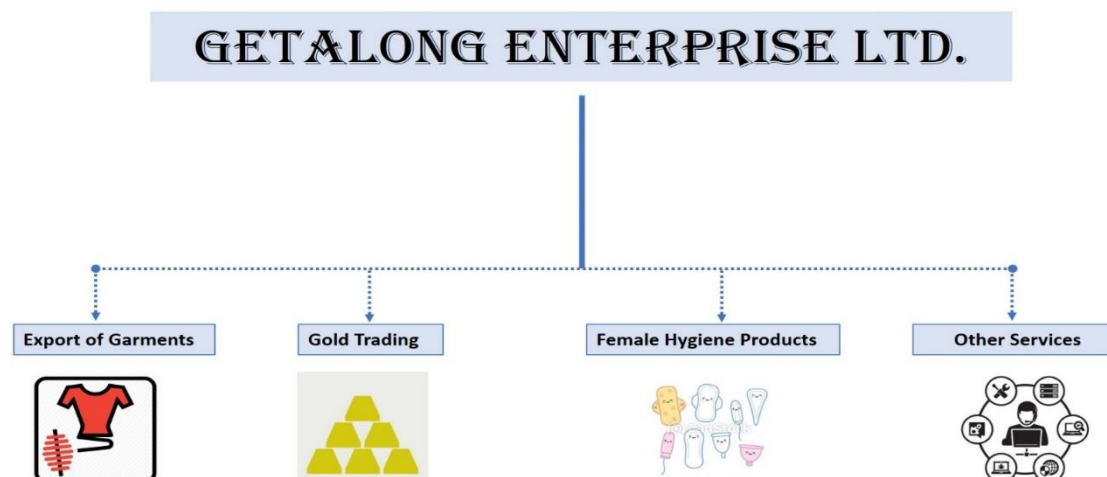 GETALONG ENTERPRISE LTD.
Export of Garments
Gold Trading
Female Hygiene Products
Other Services